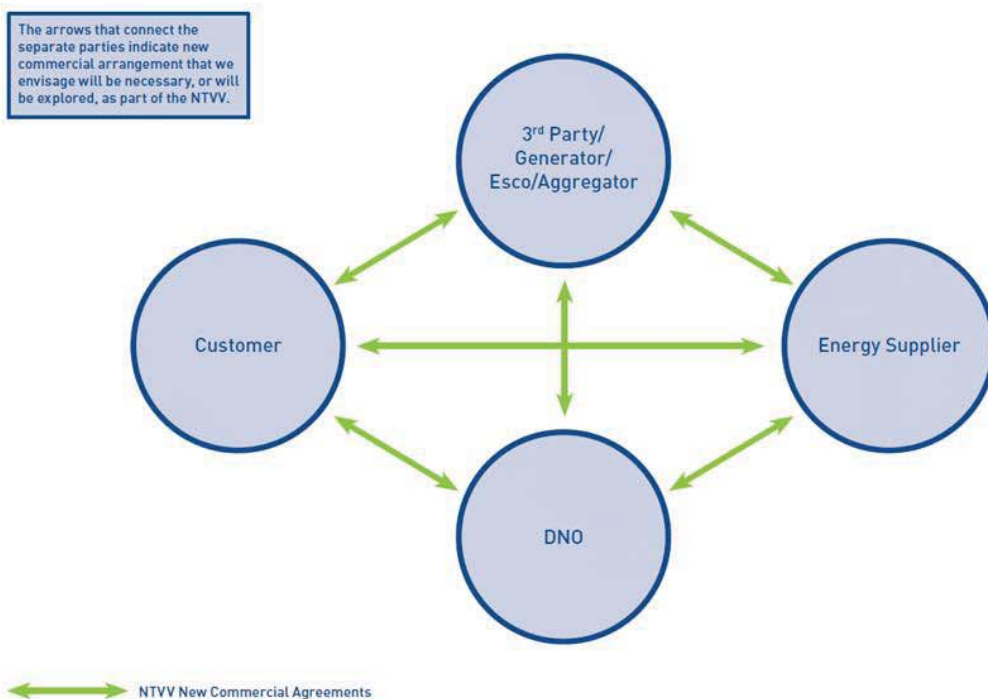 The arrows that connect the
separate parties indicate new
commercial arrangement that we
envisage will be necessary, or will
be explored, as part of the NTVV.
3rd Party/
Generator/
Esco/Aggregator
Customer
Energy Supplier
DNO
NTVV New Commercial Agreements